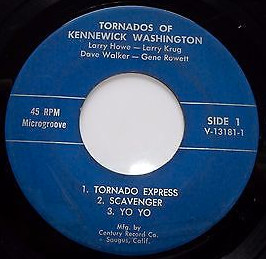 TORNADOS OF
KENNEWICK WASHINGTON
Larry Howe - Larry Krug
Dave Walker - Gene Rowett
45 RPM
Microgroove
SIDE 1
V-13181-1
1. TORNADO EXPRESS
2. SCAVENGER
3. YO YO
Mfg. by
Century Record Co.
Saugus, Calif.